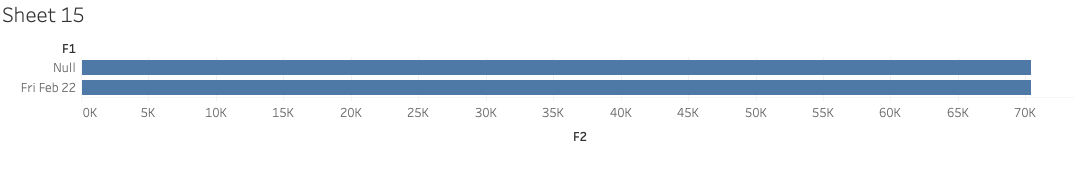 Sheet 15
F1
Null
Fri Feb 22
0K 5K 10K 15K 20K 25K 30K 35K 40K 45K 50K 55K 60K 65K 70K
F2